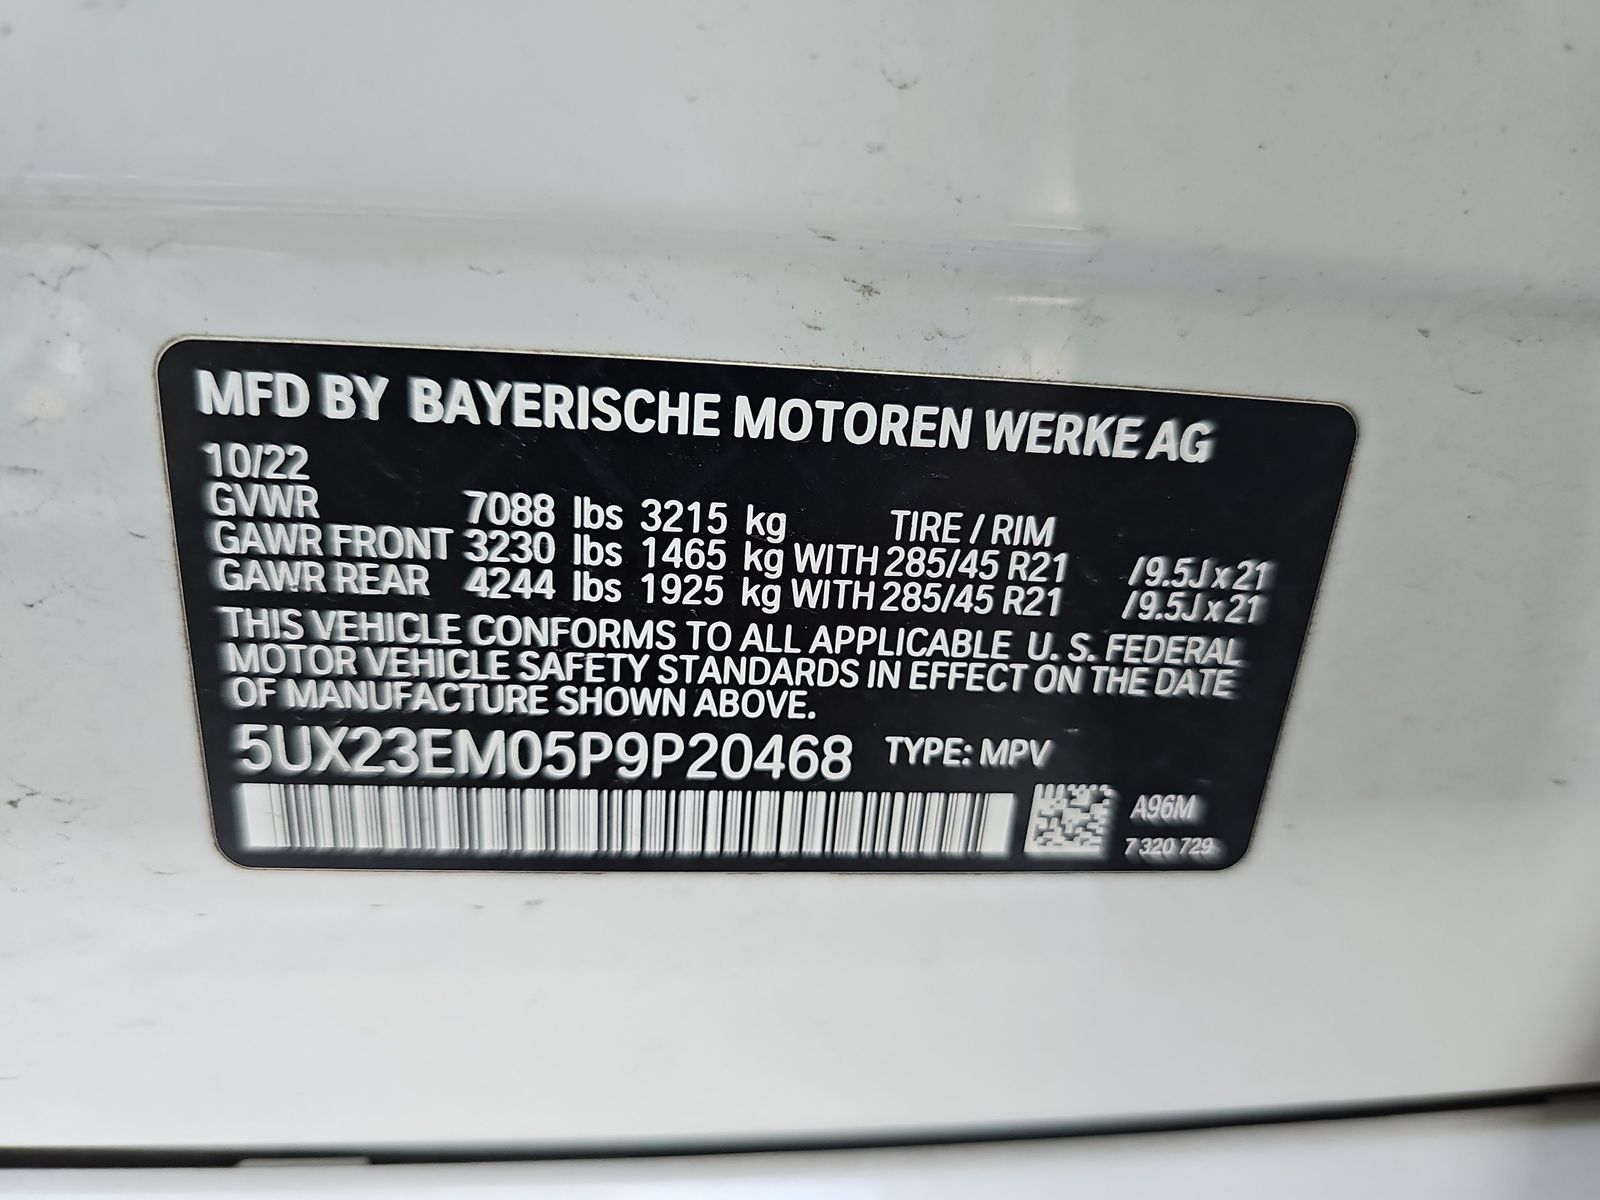 MFD BY BAYERISCHE MOTOREN WERKE AG
10/22
GVWR 7088 lbs 3215 kg TIRE / RIM
GAWR FRONT 3230 lbs 1465 kg WITH 285/45 R21 /9.5J x 21
GAWR REAR 4244 lbs 1925 kg WITH 285/45 R21 /9.5J x 21
THIS VEHICLE CONFORMS TO ALL APPLICABLE U. S. FEDERAL
MOTOR VEHICLE SAFETY STANDARDS IN EFFECT ON THE DATE
OF MANUFACTURE SHOWN ABOVE.
5UX23EM05P9P20468 TYPE: MPV
A96M
7 320 729